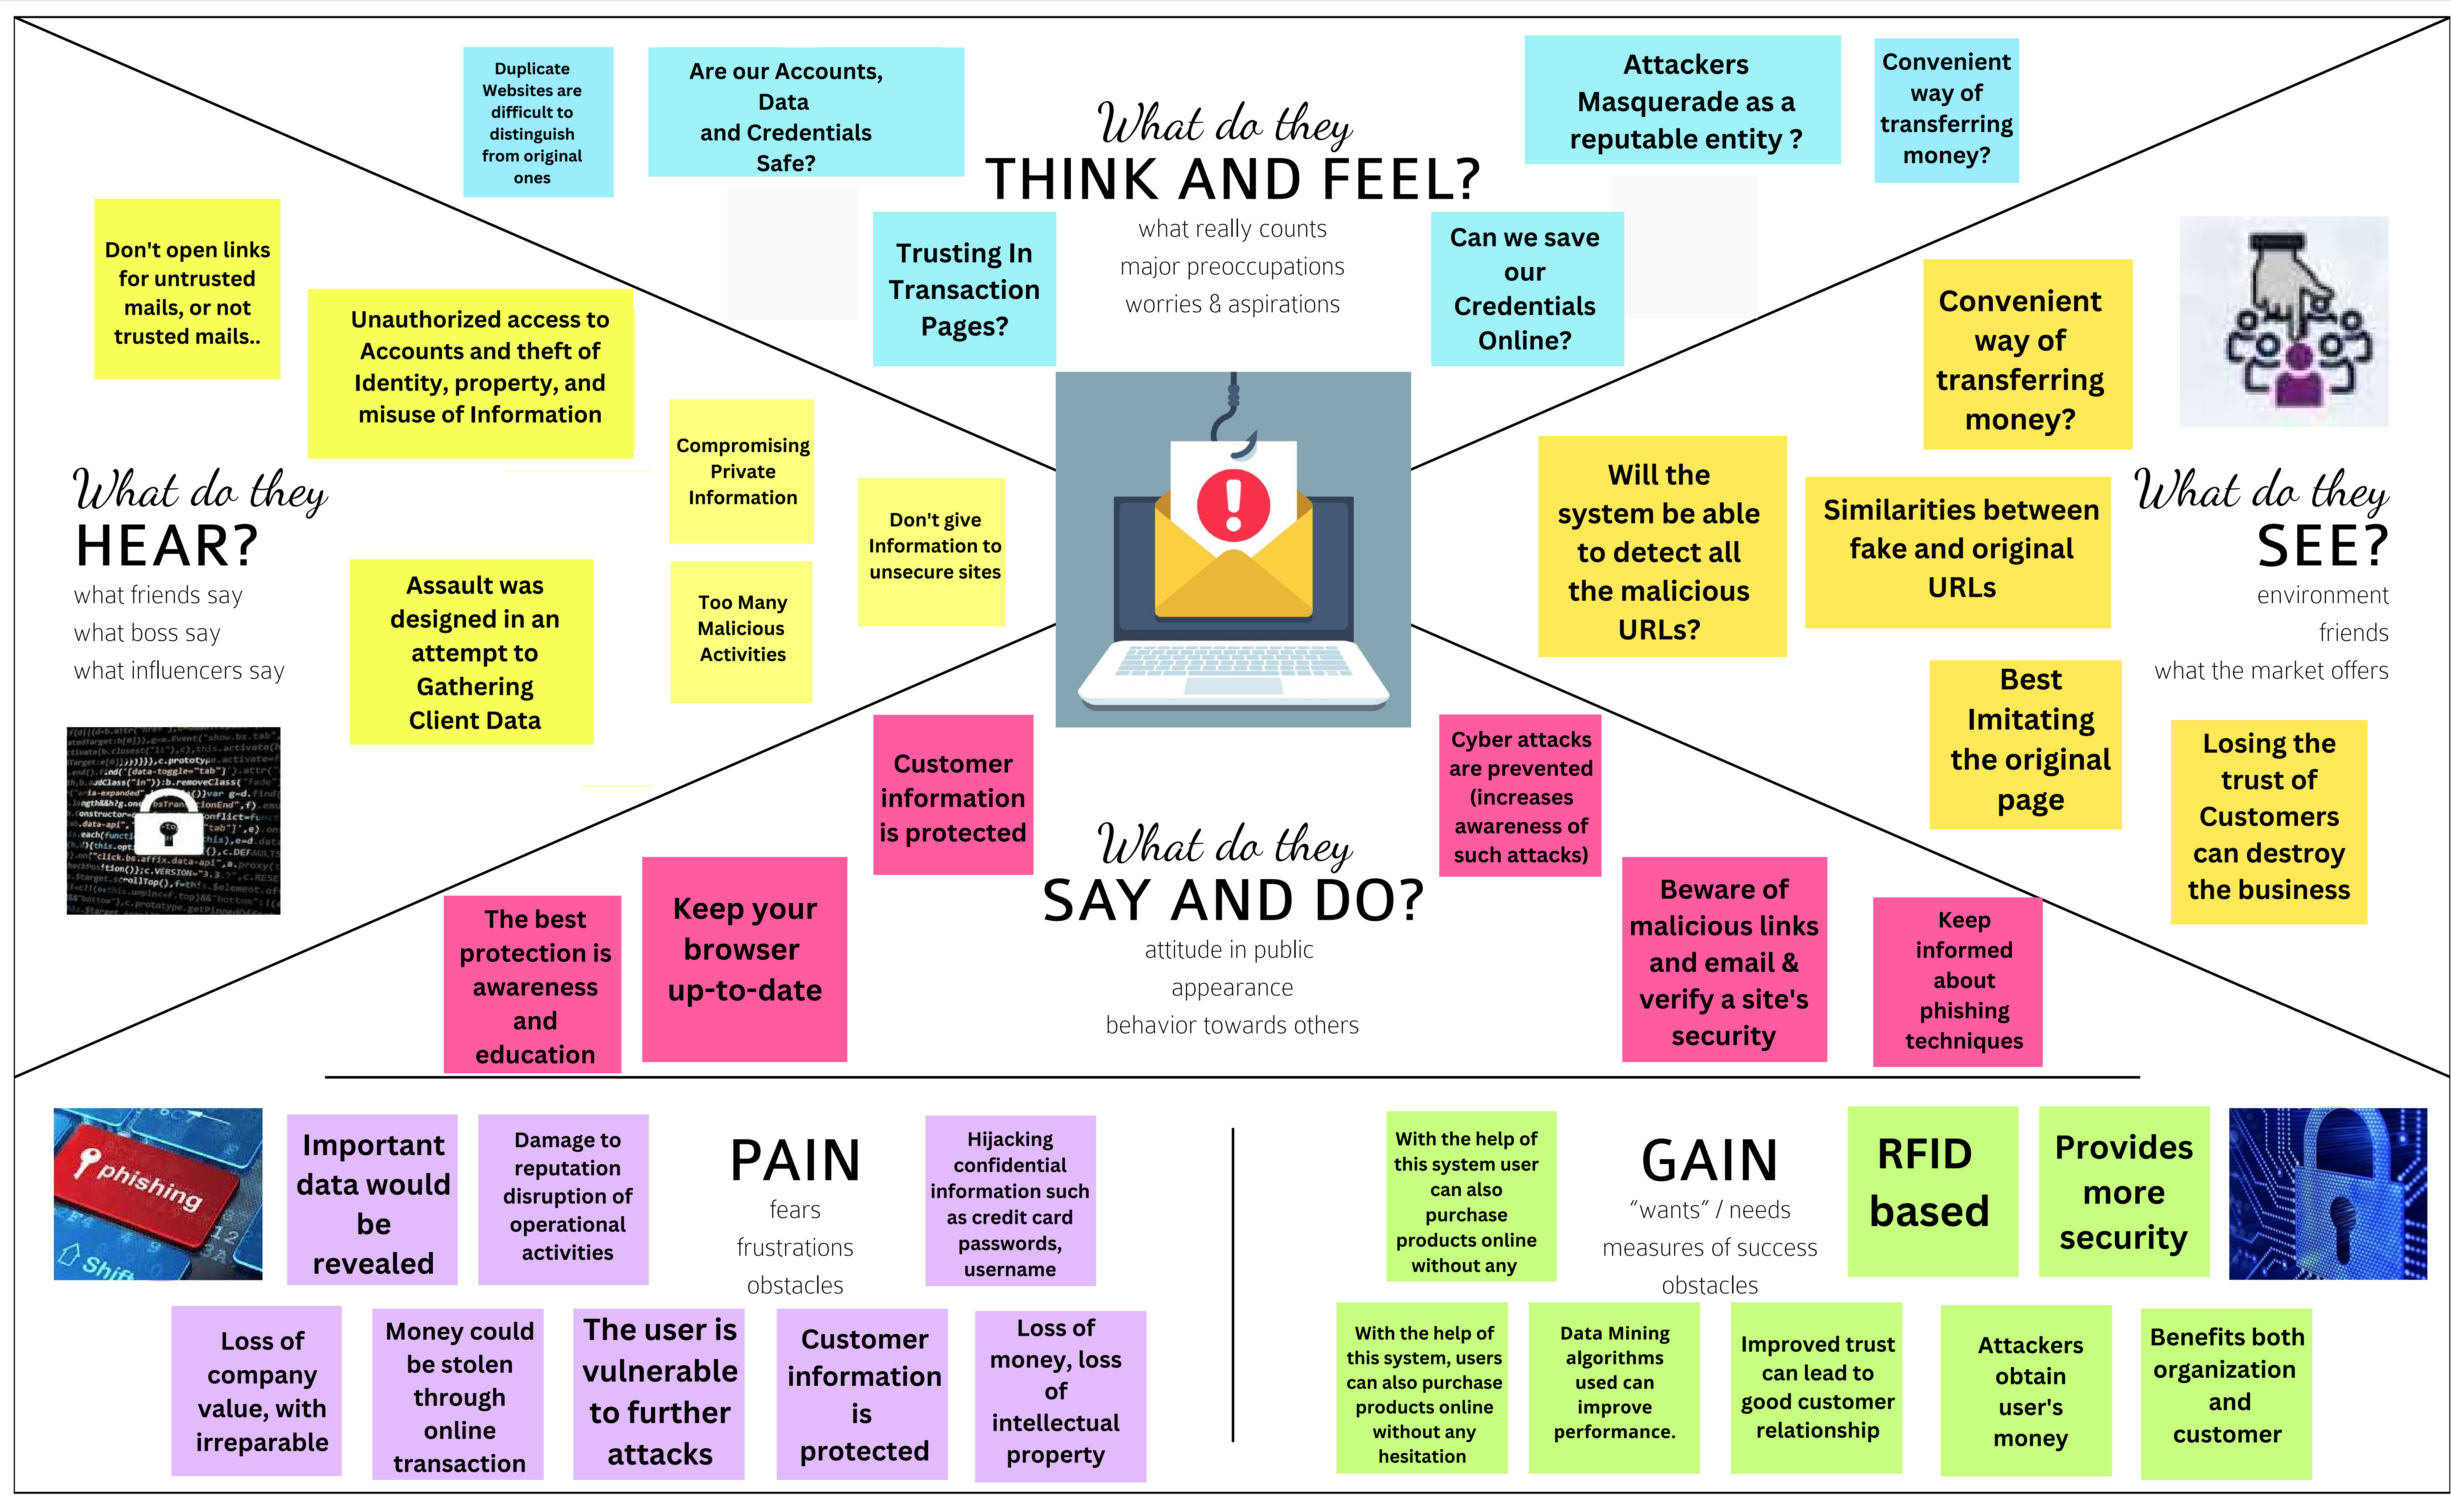 Duplicate
Websites are
difficult to
distinguish
from original
ones
Are our Accounts,
Data
and Credentials
Safe?
What do they
THINK AND FEEL?
what really counts
major preoccupations
worries & aspirations
Attackers
Masquerade as a
reputable entity ?
Convenient
way of
transferring
money?
Trusting In
Transaction
Pages?
Can we save
our
Credentials
Online?
Don't open links
for untrusted
mails, or not
trusted mails..
Unauthorized access to
Accounts and theft of
Identity, property, and
misuse of Information
Compromising
Private
Information
Don't give
Information to
unsecure sites
What do they
HEAR?
what friends say
what boss say
what influencers say
Assault was
designed in an
attempt to
Gathering
Client Data
Too Many
Malicious
Activities
Convenient
way of
transferring
money?
Will the
system be able
to detect all
the malicious
URLs?
Similarities between
fake and original
URLs
What do they
SEE?
environment
friends
what the market offers
Best
Imitating
the original
page
Losing the
trust of
Customers
can destroy
the business
Customer
information
is protected
What do they
SAY AND DO?
attitude in public
appearance
behavior towards others
Cyber attacks
are prevented
(increases
awareness of
such attacks)
The best
protection is
awareness
and
education
Keep your
browser
up-to-date
Beware of
malicious links
and email &
verify a site's
security
Keep
informed
about
phishing
techniques
phishing
Shift
Important
data would
be
revealed
Damage to
reputation
disruption of
operational
activities
PAIN
fears
frustrations
obstacles
Hijacking
confidential
information such
as credit card
passwords,
username
Loss of
company
value, with
irreparable
Money could
be stolen
through
online
transaction
The user is
vulnerable
to further
attacks
Customer
information
is
protected
Loss of
money, loss
of
intellectual
property
With the help of
this system user
can also
purchase
products online
without any
GAIN
“wants” / needs
measures of success
obstacles
RFID
based
Provides
more
security
With the help of
this system, users
can also purchase
products online
without any
hesitation
Data Mining
algorithms
used can
improve
performance.
Improved trust
can lead to
good customer
relationship
Attackers
obtain
user's
money
Benefits both
organization
and
customer